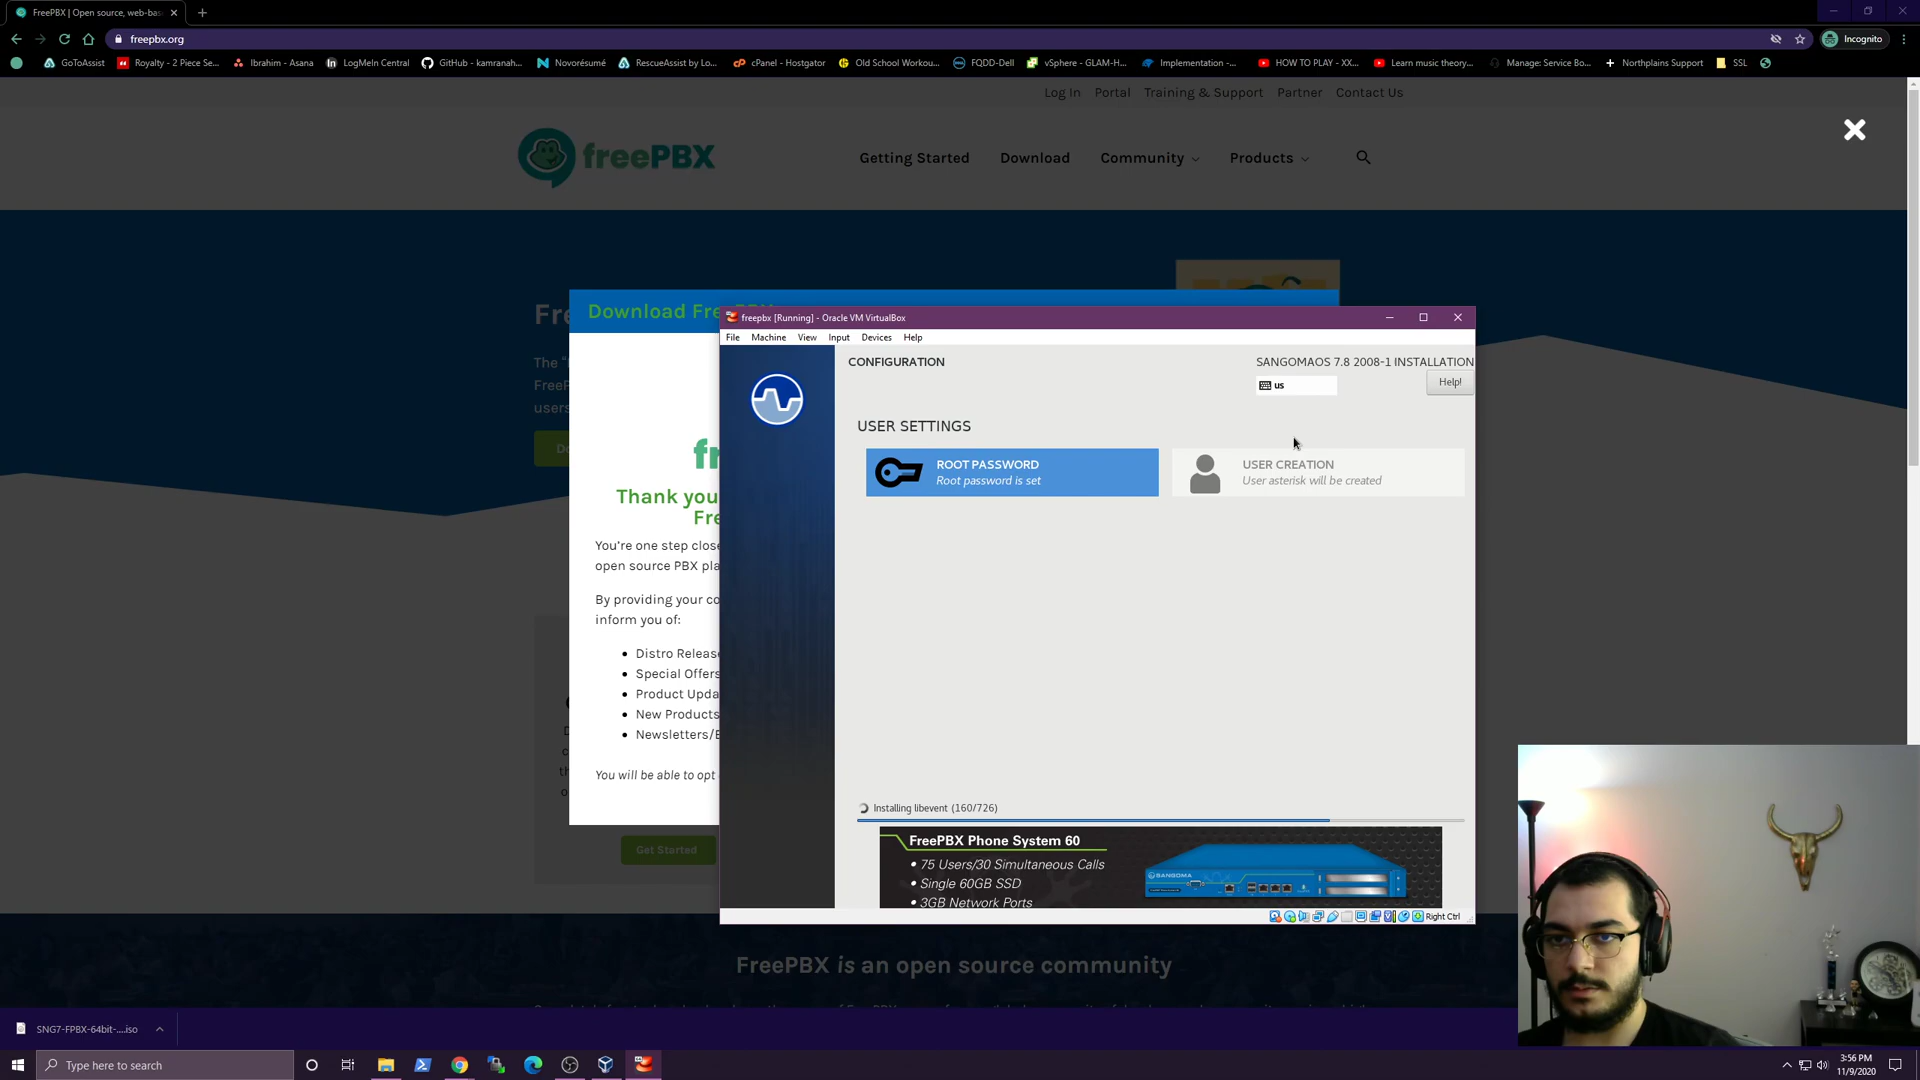 FreePBX | Open source, web-bas
freepbx.org
Incognito
GoToAssist
Royalty - 2 Piece Se...
Ibrahim - Asana
LogMeIn Central
GitHub - kamranah...
Novorésumé
RescueAssist by Lo...
cPanel - Hostgator
Old School Workou...
FQDD-Dell
vSphere - GLAM-H...
Implementation -...
HOW TO PLAY - XX...
Learn music theory...
Manage: Service Bo...
Northplains Support
SSL
Log In Portal Training & Support Partner Contact Us
freePBX
Getting Started Download Community Products
Download Fre
freepbx [Running] - Oracle VM VirtualBox
File Machine View Input Devices Help
CONFIGURATION
SANGOMAOS 7.8 2008-1 INSTALLATION
us
Help!
USER SETTINGS
ROOT PASSWORD
Root password is set
USER CREATION
User asterisk will be created
Installing libevent (160/726)
FreePBX Phone System 60
• 75 Users/30 Simultaneous Calls
• Single 60GB SSD
• 3GB Network Ports
SANGOMA
Right Ctrl
Fre
The "
FreeP
users
Do
fr
Thank you
Fre
You're one step close
open source PBX pla
By providing your co
inform you of:
• Distro Release
• Special Offers
• Product Upda
• New Products
• Newsletters/E
You will be able to opt
Get Started
FreePBX is an open source community
SNG7-FPBX-64bit-....iso
Type here to search
3:56 PM
11/9/2020